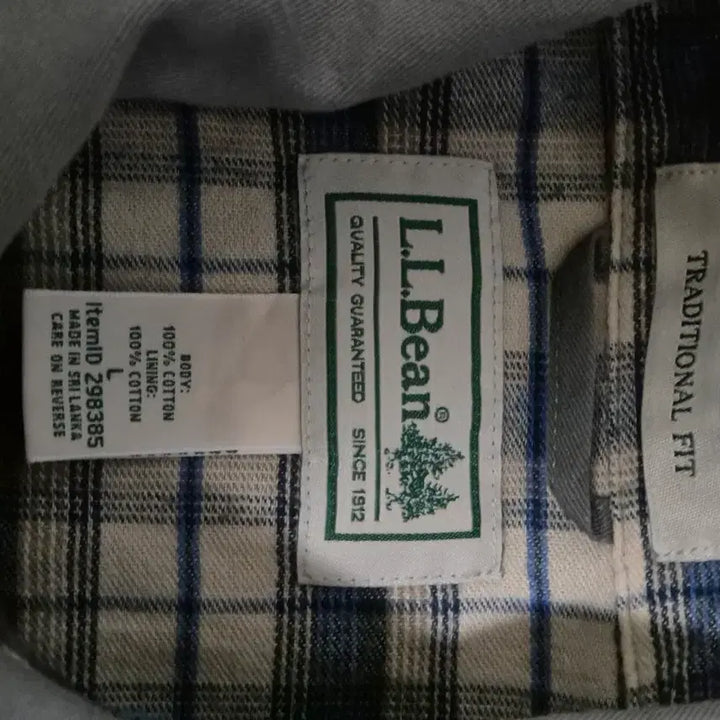 TRADITIONAL FIT
L.L.Bean®
QUALITY GUARANTEED SINCE 1912
BODY:
100% COTTON
LINING:
100% COTTON
L
ItemID 298385
MADE IN SRI LANKA
CARE ON REVERSE